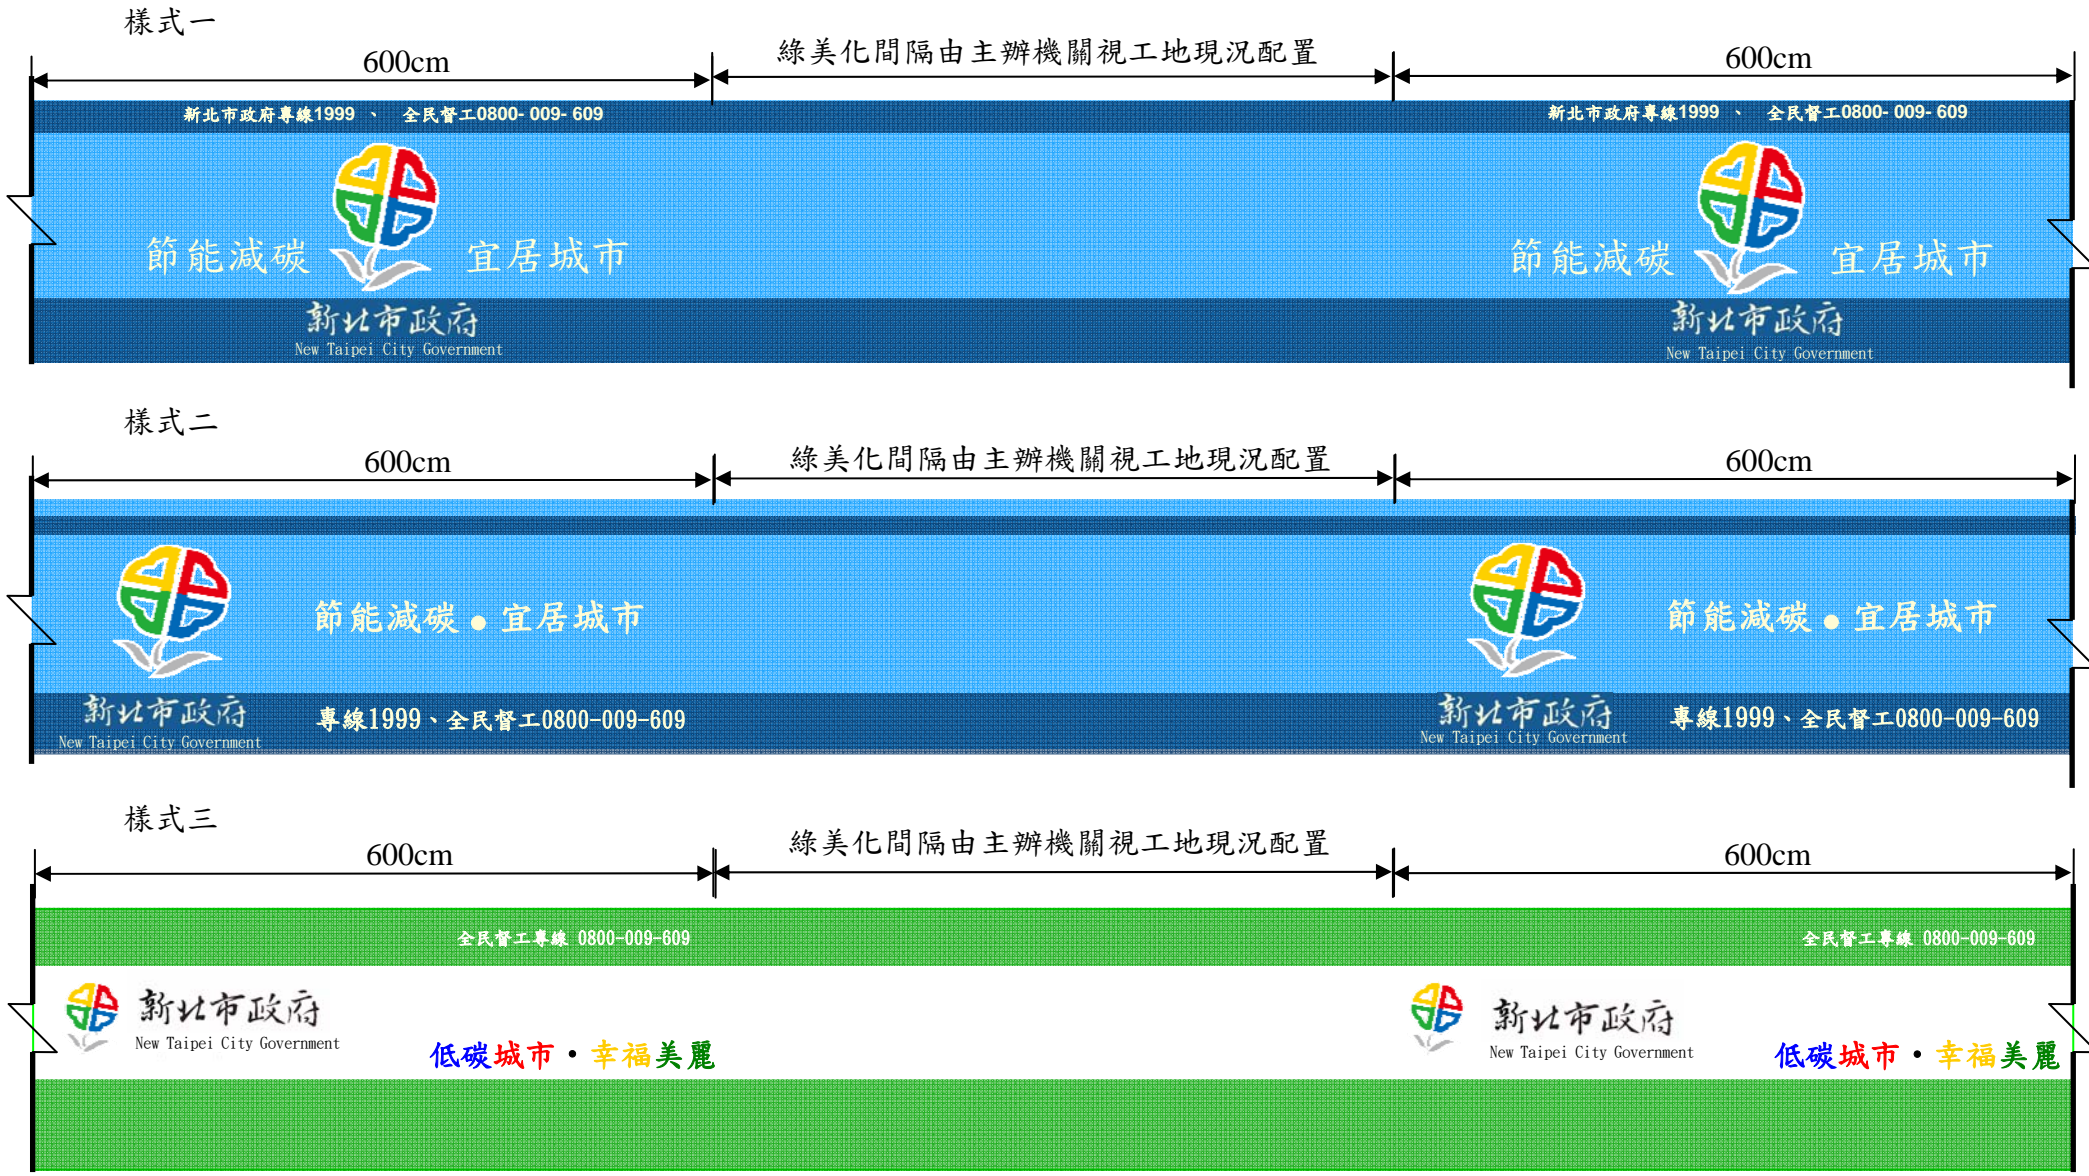 樣式一
600cm
綠美化間隔由主辦機關視工地現況配置
600cm
新北市政府專線1999 、 全民督工0800- 009- 609
新北市政府專線1999 、 全民督工0800- 009- 609
節能減碳 宜居城市
節能減碳 宜居城市
新北市政府
New Taipei City Government
新北市政府
New Taipei City Government
樣式二
600cm
綠美化間隔由主辦機關視工地現況配置
600cm
節能減碳●宜居城市
節能減碳●宜居城市
新北市政府
New Taipei City Government
專線1999、全民督工0800-009-609
新北市政府
New Taipei City Government
專線1999、全民督工0800-009-609
樣式三
600cm
綠美化間隔由主辦機關視工地現況配置
600cm
全民督工專線 0800-009-609
全民督工專線 0800-009-609
新北市政府
New Taipei City Government
低碳城市・幸福美麗
新北市政府
New Taipei City Government
低碳城市・幸福美麗